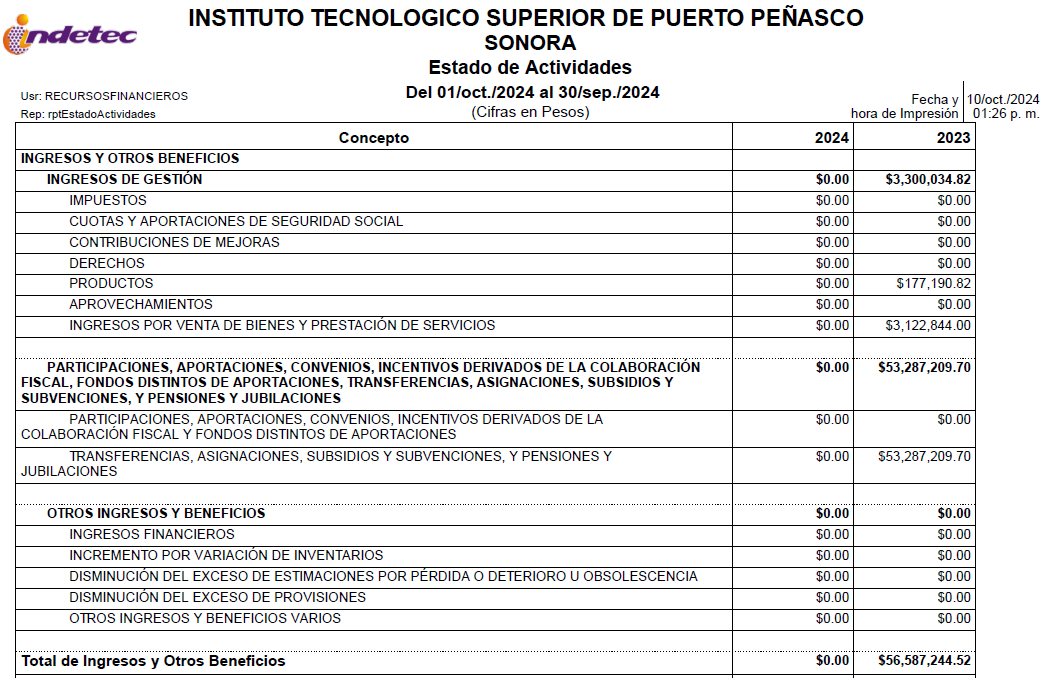 INSTITUTO TECNOLOGICO SUPERIOR DE PUERTO PEÑASCO
indetec
SONORA
Estado de Actividades
Del 01/oct./2024 al 30/sep./2024
Usr: RECURSOSFINANCIEROS
(Cifras en Pesos)
Fecha y 10/oct./2024
Rep: rptEstadoActividades
hora de Impresión 01:26 p. m.
Concepto 2024 2023
INGRESOS Y OTROS BENEFICIOS
INGRESOS DE GESTIÓN $0.00 $3,300,034.82
IMPUESTOS $0.00 $0.00
CUOTAS Y APORTACIONES DE SEGURIDAD SOCIAL $0.00 $0.00
CONTRIBUCIONES DE MEJORAS $0.00 $0.00
DERECHOS $0.00 $0.00
PRODUCTOS $0.00 $177,190.82
APROVECHAMIENTOS $0.00 $0.00
INGRESOS POR VENTA DE BIENES Y PRESTACIÓN DE SERVICIOS $0.00 $3,122,844.00
PARTICIPACIONES, APORTACIONES, CONVENIOS, INCENTIVOS DERIVADOS DE LA COLABORACIÓN $0.00 $53,287,209.70
FISCAL, FONDOS DISTINTOS DE APORTACIONES, TRANSFERENCIAS, ASIGNACIONES, SUBSIDIOS Y
SUBVENCIONES, Y PENSIONES Y JUBILACIONES
PARTICIPACIONES, APORTACIONES, CONVENIOS, INCENTIVOS DERIVADOS DE LA $0.00 $0.00
COLABORACIÓN FISCAL Y FONDOS DISTINTOS DE APORTACIONES
TRANSFERENCIAS, ASIGNACIONES, SUBSIDIOS Y SUBVENCIONES, Y PENSIONES Y $0.00 $53,287,209.70
JUBILACIONES
OTROS INGRESOS Y BENEFICIOS $0.00 $0.00
INGRESOS FINANCIEROS $0.00 $0.00
INCREMENTO POR VARIACIÓN DE INVENTARIOS $0.00 $0.00
DISMINUCIÓN DEL EXCESO DE ESTIMACIONES POR PÉRDIDA O DETERIORO U OBSOLESCENCIA $0.00 $0.00
DISMINUCIÓN DEL EXCESO DE PROVISIONES $0.00 $0.00
OTROS INGRESOS Y BENEFICIOS VARIOS $0.00 $0.00
Total de Ingresos y Otros Beneficios $0.00 $56,587,244.52